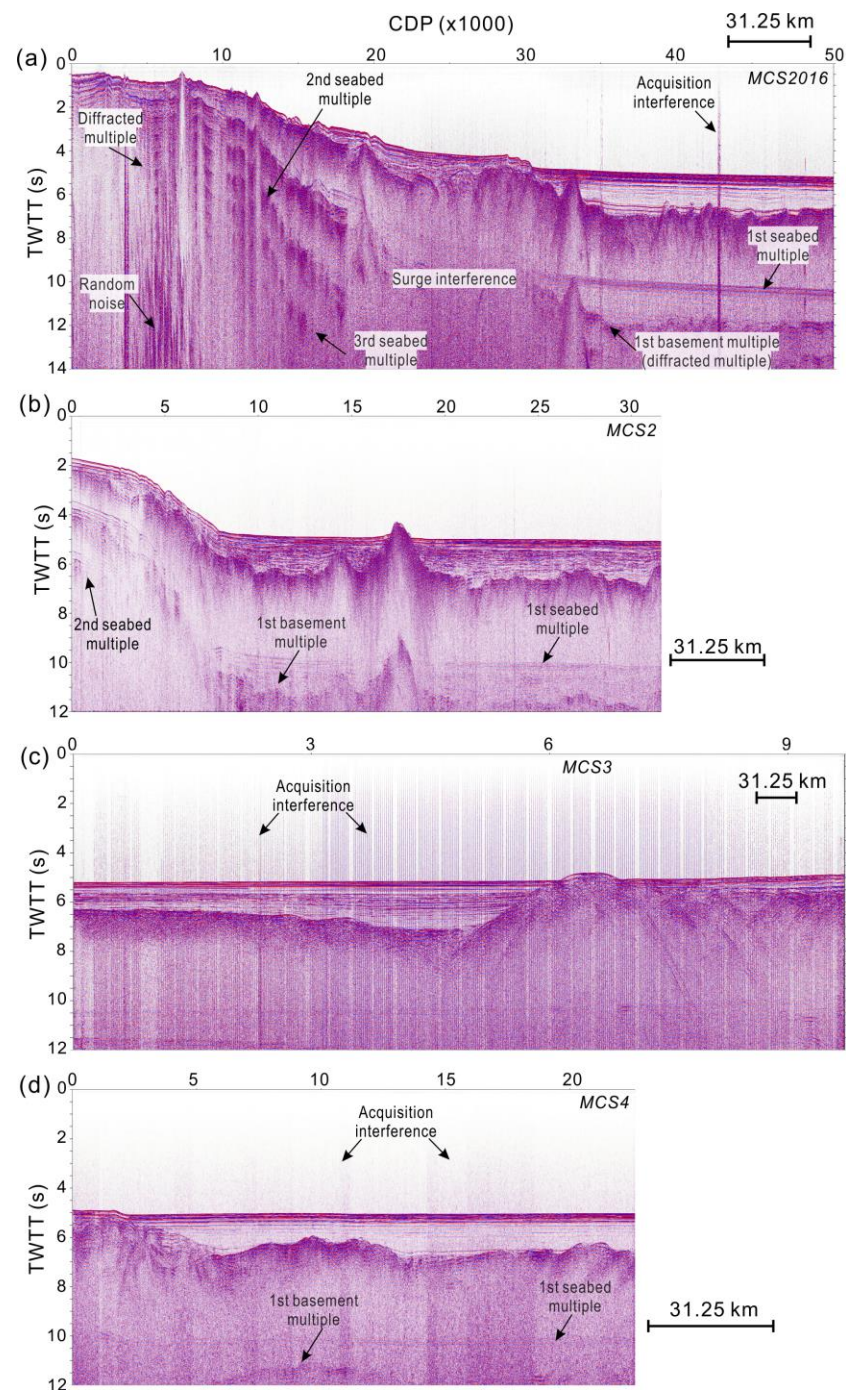 CDP (x1000)
31.25 km
(a)
0 10 20 30 40 50
MCS2016
0
2
4
6
8
10
12
14
TWTT (s)
2nd seabed
multiple
Acquisition
interference
Diffracted
multiple
1st seabed
multiple
Surge interference
Random
noise
3rd seabed
multiple
1st basement multiple
(diffracted multiple)
(b)
0 5 10 15 20 25 30
MCS2
0
2
4
6
8
10
12
TWTT (s)
2nd seabed
multiple
1st basement
multiple
1st seabed
multiple
31.25 km
(c)
0 3 6 9
MCS3
31.25 km
0
2
4
6
8
10
12
TWTT (s)
Acquisition
interference
(d)
0 5 10 15 20
MCS4
0
2
4
6
8
10
12
TWTT (s)
Acquisition
interference
1st basement
multiple
1st seabed
multiple
31.25 km